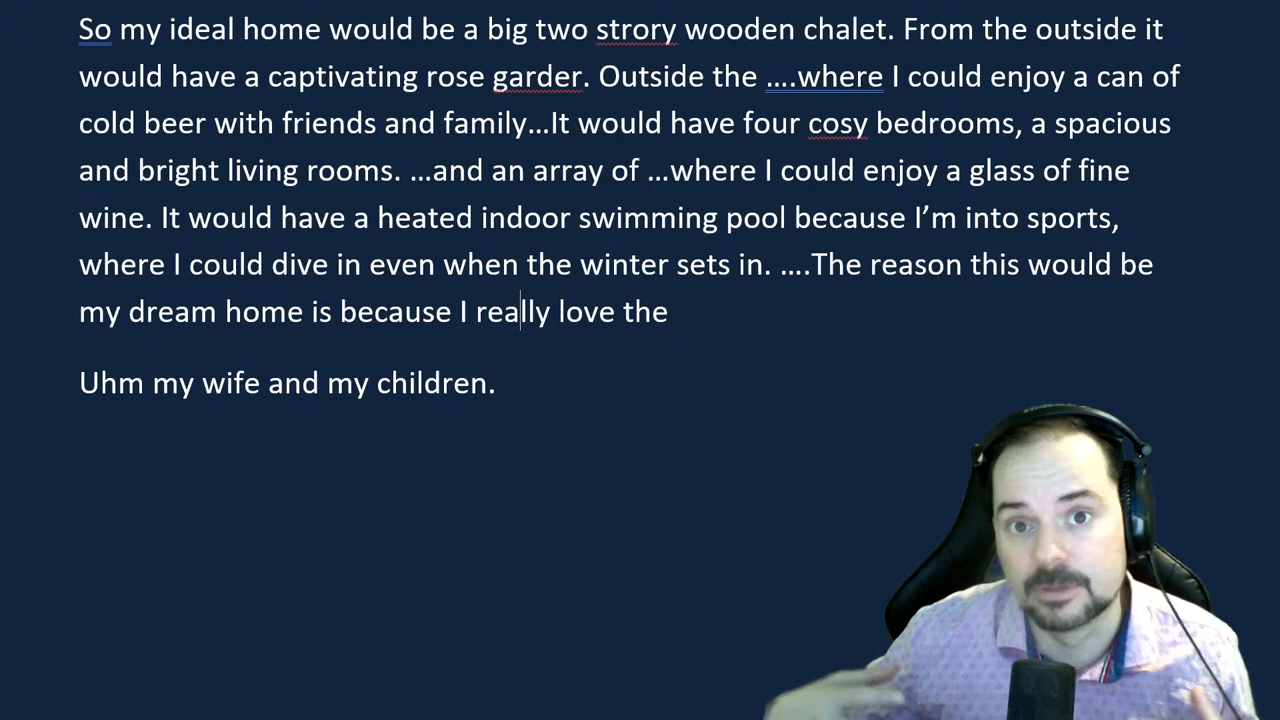 So my ideal home would be a big two strory wooden chalet. From the outside it
would have a captivating rose garder. Outside the ….where I could enjoy a can of
cold beer with friends and family…It would have four cosy bedrooms, a spacious
and bright living rooms. …and an array of …where I could enjoy a glass of fine
wine. It would have a heated indoor swimming pool because I’m into sports,
where I could dive in even when the winter sets in. ….The reason this would be
my dream home is because I really love the
Uhm my wife and my children.